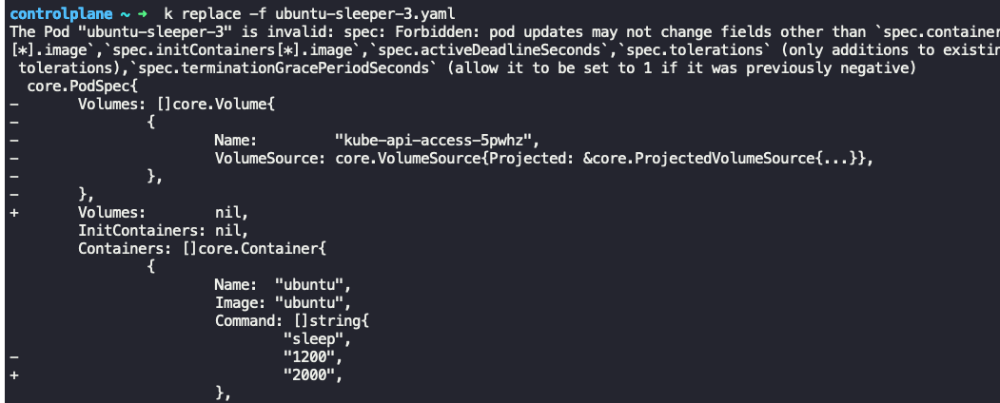 controlplane ~ ➜  k replace -f ubuntu-sleeper-3.yaml
The Pod "ubuntu-sleeper-3" is invalid: spec: Forbidden: pod updates may not change fields other than `spec.container
[*].image`,`spec.initContainers[*].image`,`spec.activeDeadlineSeconds`,`spec.tolerations` (only additions to existin
 tolerations),`spec.terminationGracePeriodSeconds` (allow it to be set to 1 if it was previously negative)
  core.PodSpec{
-       Volumes: []core.Volume{
-               {
-                       Name:         "kube-api-access-5pwhz",
-                       VolumeSource: core.VolumeSource{Projected: &core.ProjectedVolumeSource{...}},
-               },
-       },
+       Volumes:        nil,
        InitContainers: nil,
        Containers: []core.Container{
                {
                        Name:  "ubuntu",
                        Image: "ubuntu",
                        Command: []string{
                                "sleep",
-                               "1200",
+                               "2000",
                        },